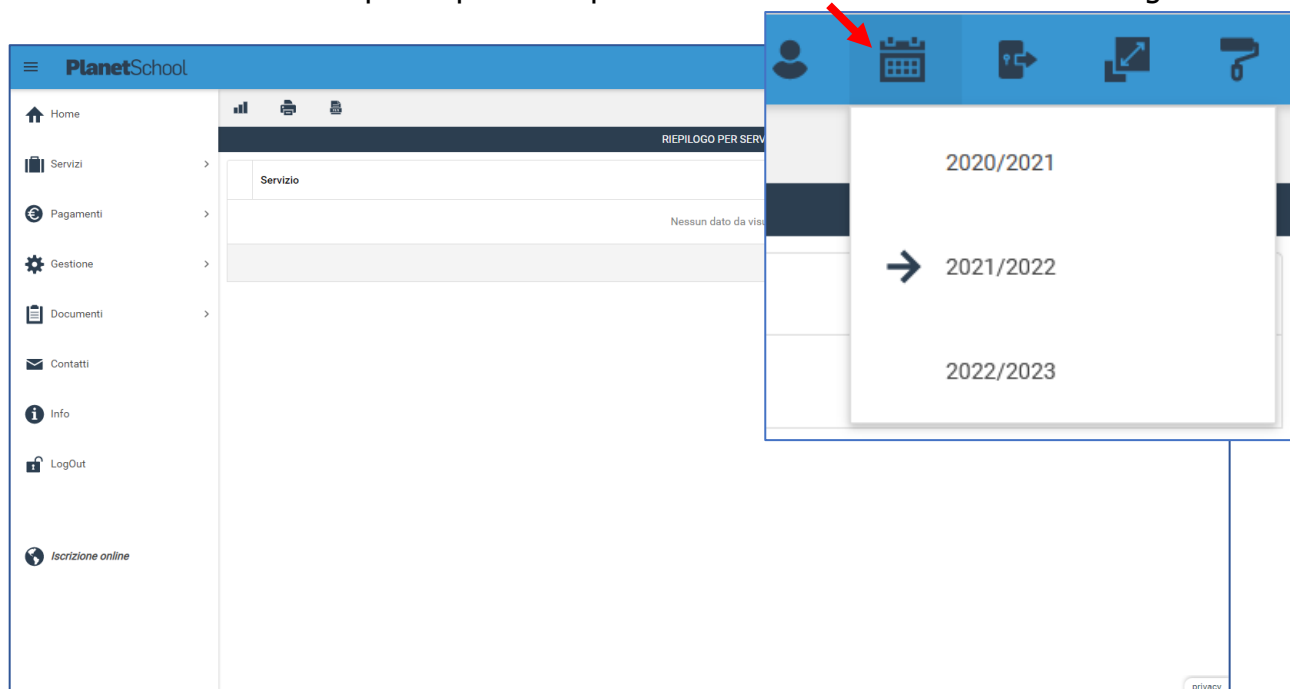 PlanetSchool
Home
Servizi
Pagamenti
Gestione
Documenti
Contatti
Info
LogOut
Iscrizione online
RIEPILOGO PER SERV
Servizio
Nessun dato da visu
2020/2021
2021/2022
2022/2023
privacy